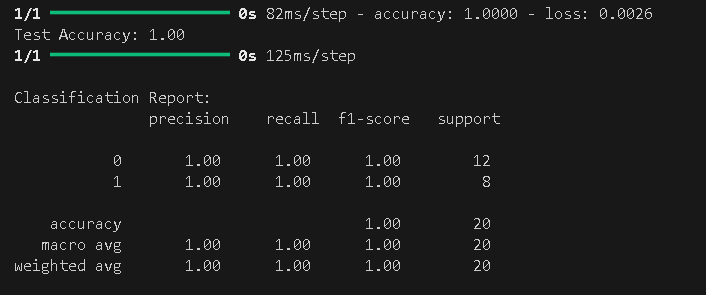 1/1 ━━━━━━━━━━━━━━━━━━━━ 0s 82ms/step - accuracy: 1.0000 - loss: 0.0026
Test Accuracy: 1.00
1/1 ━━━━━━━━━━━━━━━━━━━━ 0s 125ms/step
Classification Report:
precision recall f1-score support
0 1.00 1.00 1.00 12
1 1.00 1.00 1.00 8
accuracy 1.00 20
macro avg 1.00 1.00 1.00 20
weighted avg 1.00 1.00 1.00 20